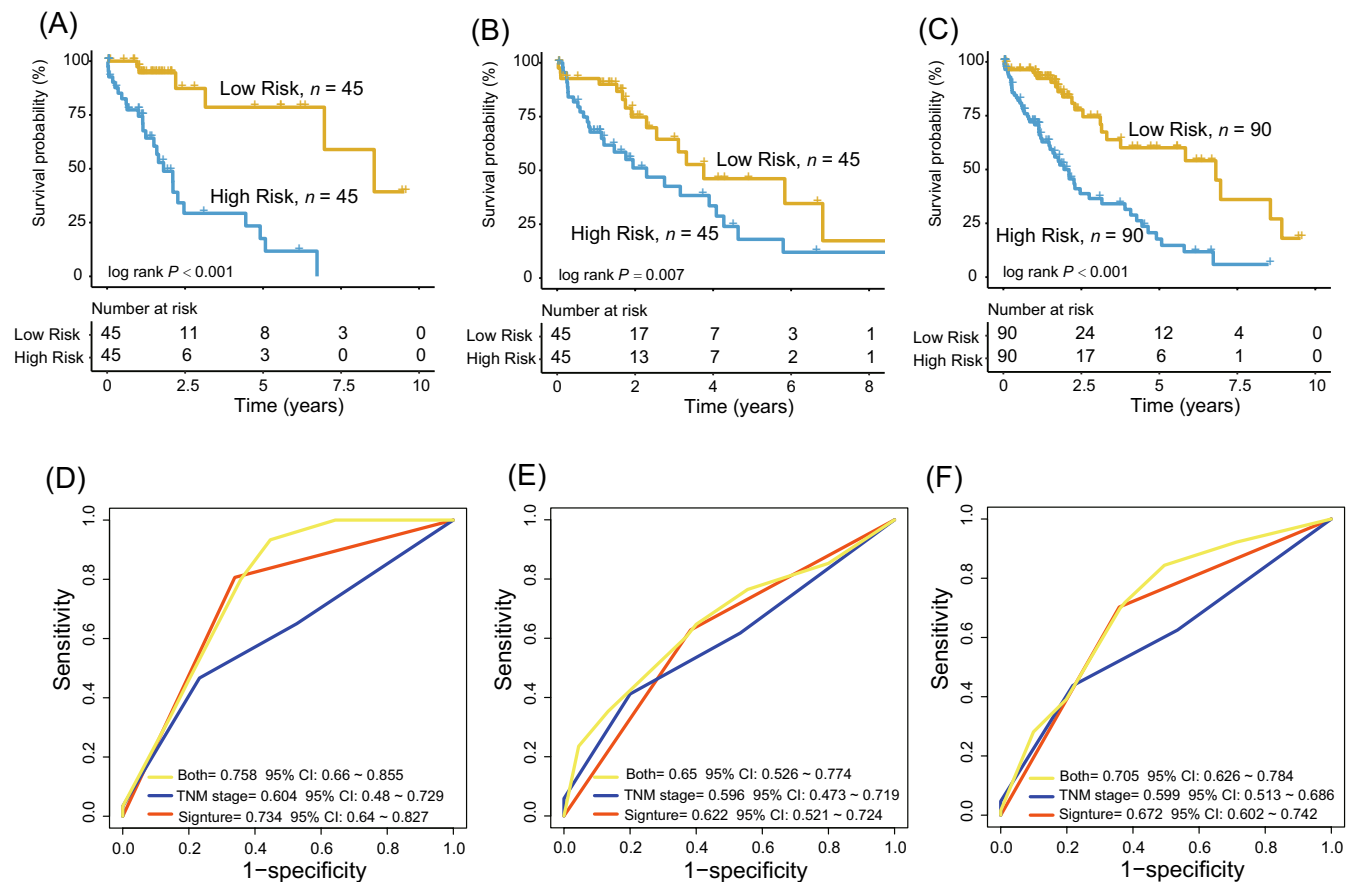 (A)
Survival probability (%)
100
75
50
25
0
Low Risk, n = 45
High Risk, n = 45
log rank P < 0.001
Number at risk
Low Risk 45 11 8 3 0
High Risk 45 6 3 0 0
0 2.5 5 7.5 10
Time (years)
(B)
Survival probability (%)
100
75
50
25
0
Low Risk, n = 45
High Risk, n = 45
log rank P = 0.007
Number at risk
Low Risk 45 17 7 3 1
High Risk 45 13 7 2 1
0 2 4 6 8
Time (years)
(C)
Survival probability (%)
100
75
50
25
0
Low Risk, n = 90
High Risk, n = 90
log rank P < 0.001
Number at risk
Low Risk 90 24 12 4 0
High Risk 90 17 6 1 0
0 2.5 5 7.5 10
Time (years)
(D)
Sensitivity
1.0
0.8
0.6
0.4
0.2
0.0
Both= 0.758 95% CI: 0.66 ~ 0.855
TNM stage= 0.604 95% CI: 0.48 ~ 0.729
Signture= 0.734 95% CI: 0.64 ~ 0.827
0.0 0.2 0.4 0.6 0.8 1.0
1−specificity
(E)
Sensitivity
1.0
0.8
0.6
0.4
0.2
0.0
Both= 0.65 95% CI: 0.526 ~ 0.774
TNM stage= 0.596 95% CI: 0.473 ~ 0.719
Signture= 0.622 95% CI: 0.521 ~ 0.724
0.0 0.2 0.4 0.6 0.8 1.0
1−specificity
(F)
Sensitivity
1.0
0.8
0.6
0.4
0.2
0.0
Both= 0.705 95% CI: 0.626 ~ 0.784
TNM stage= 0.599 95% CI: 0.513 ~ 0.686
Signture= 0.672 95% CI: 0.602 ~ 0.742
0.0 0.2 0.4 0.6 0.8 1.0
1−specificity